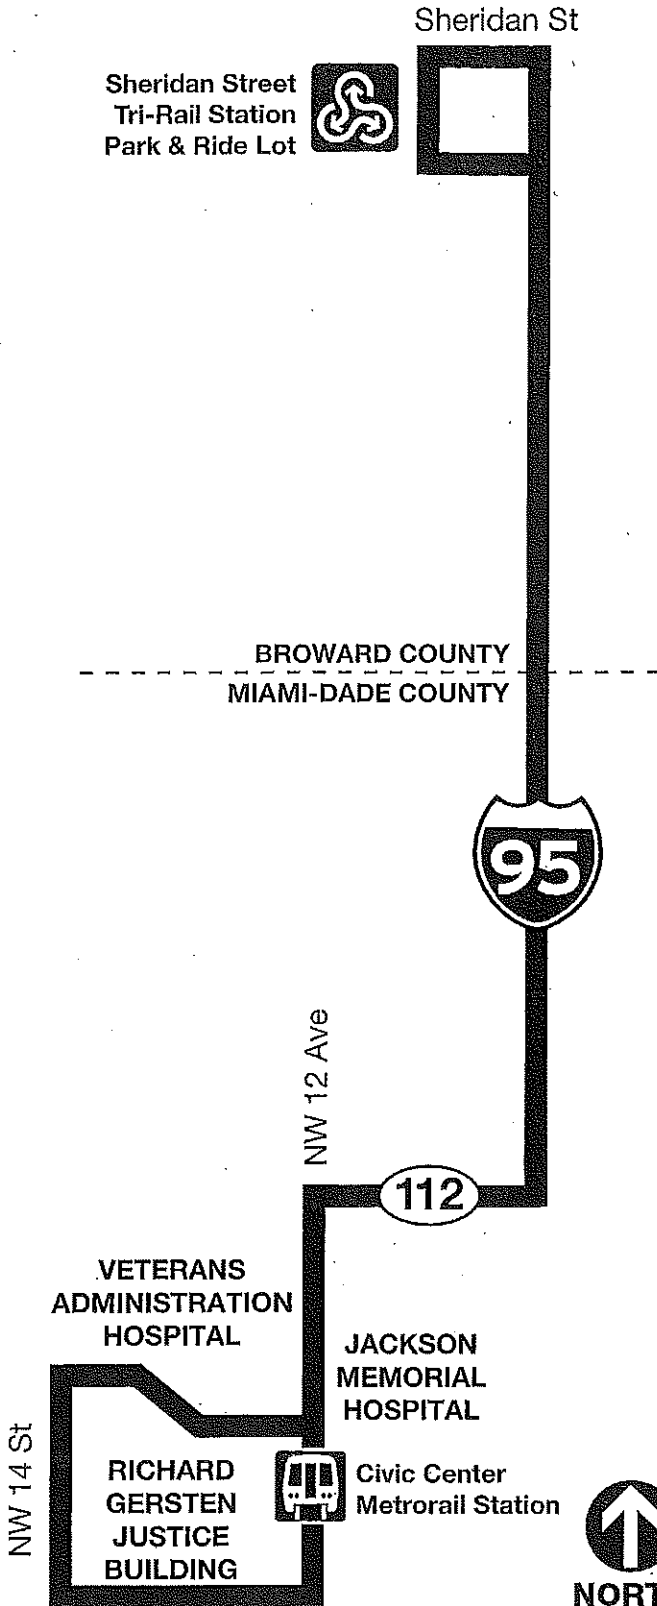 Sheridan St
Sheridan Street
Tri-Rail Station
Park & Ride Lot
BROWARD COUNTY
MIAMI-DADE COUNTY
95
NW 12 Ave
112
VETERANS
ADMINISTRATION
HOSPITAL
JACKSON
MEMORIAL
HOSPITAL
NW 14 St
RICHARD
GERSTEN
JUSTICE
BUILDING
Civic Center
Metrorail Station
NORT